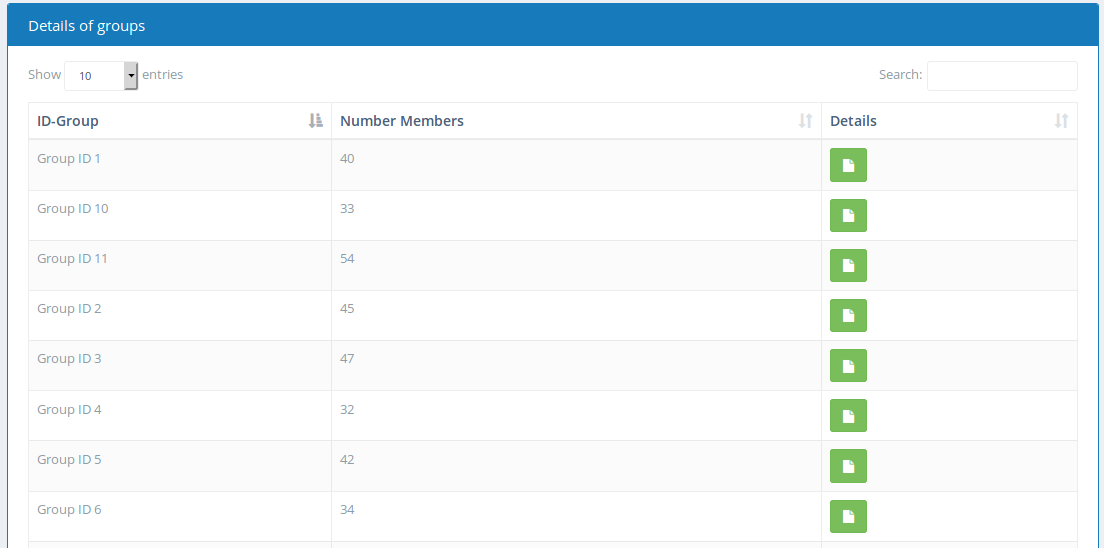 Details of groups
Show 10 entries Search:
ID-Group Number Members Details
Group ID 1 40
Group ID 10 33
Group ID 11 54
Group ID 2 45
Group ID 3 47
Group ID 4 32
Group ID 5 42
Group ID 6 34